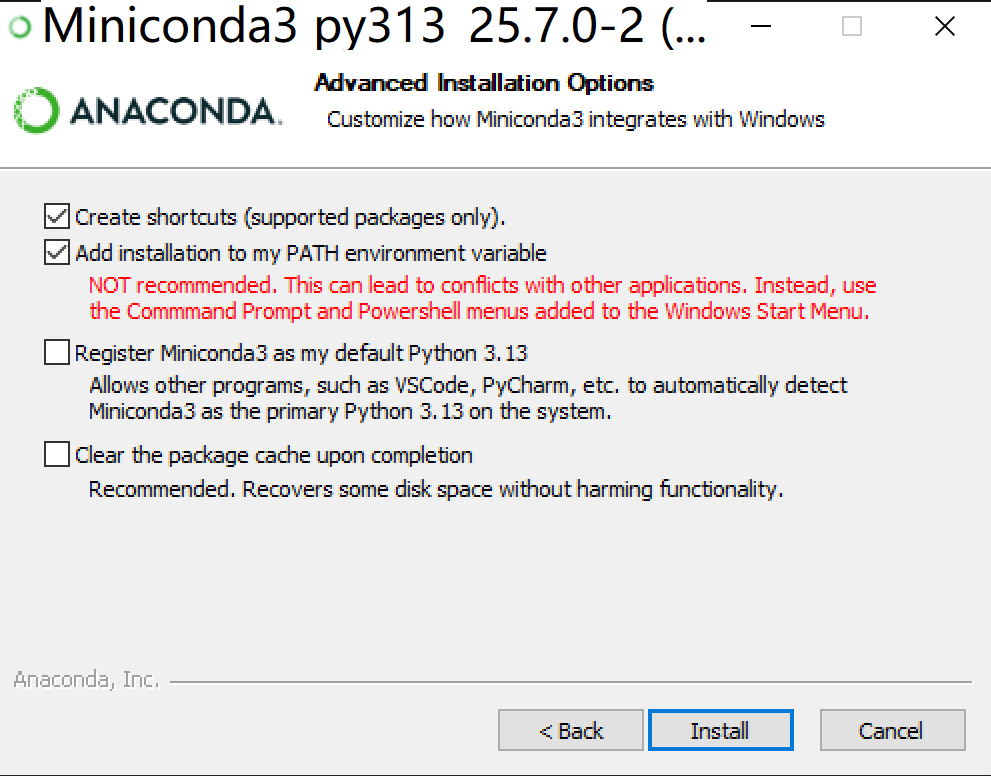 Miniconda3 py313 25.7.0-2 (...
ANACONDA.
Advanced Installation Options
Customize how Miniconda3 integrates with Windows
Create shortcuts (supported packages only).
Add installation to my PATH environment variable
NOT recommended. This can lead to conflicts with other applications. Instead, use
the Commmand Prompt and Powershell menus added to the Windows Start Menu.
Register Miniconda3 as my default Python 3.13
Allows other programs, such as VSCode, PyCharm, etc. to automatically detect
Miniconda3 as the primary Python 3.13 on the system.
Clear the package cache upon completion
Recommended. Recovers some disk space without harming functionality.
Anaconda, Inc.
< Back
Install
Cancel